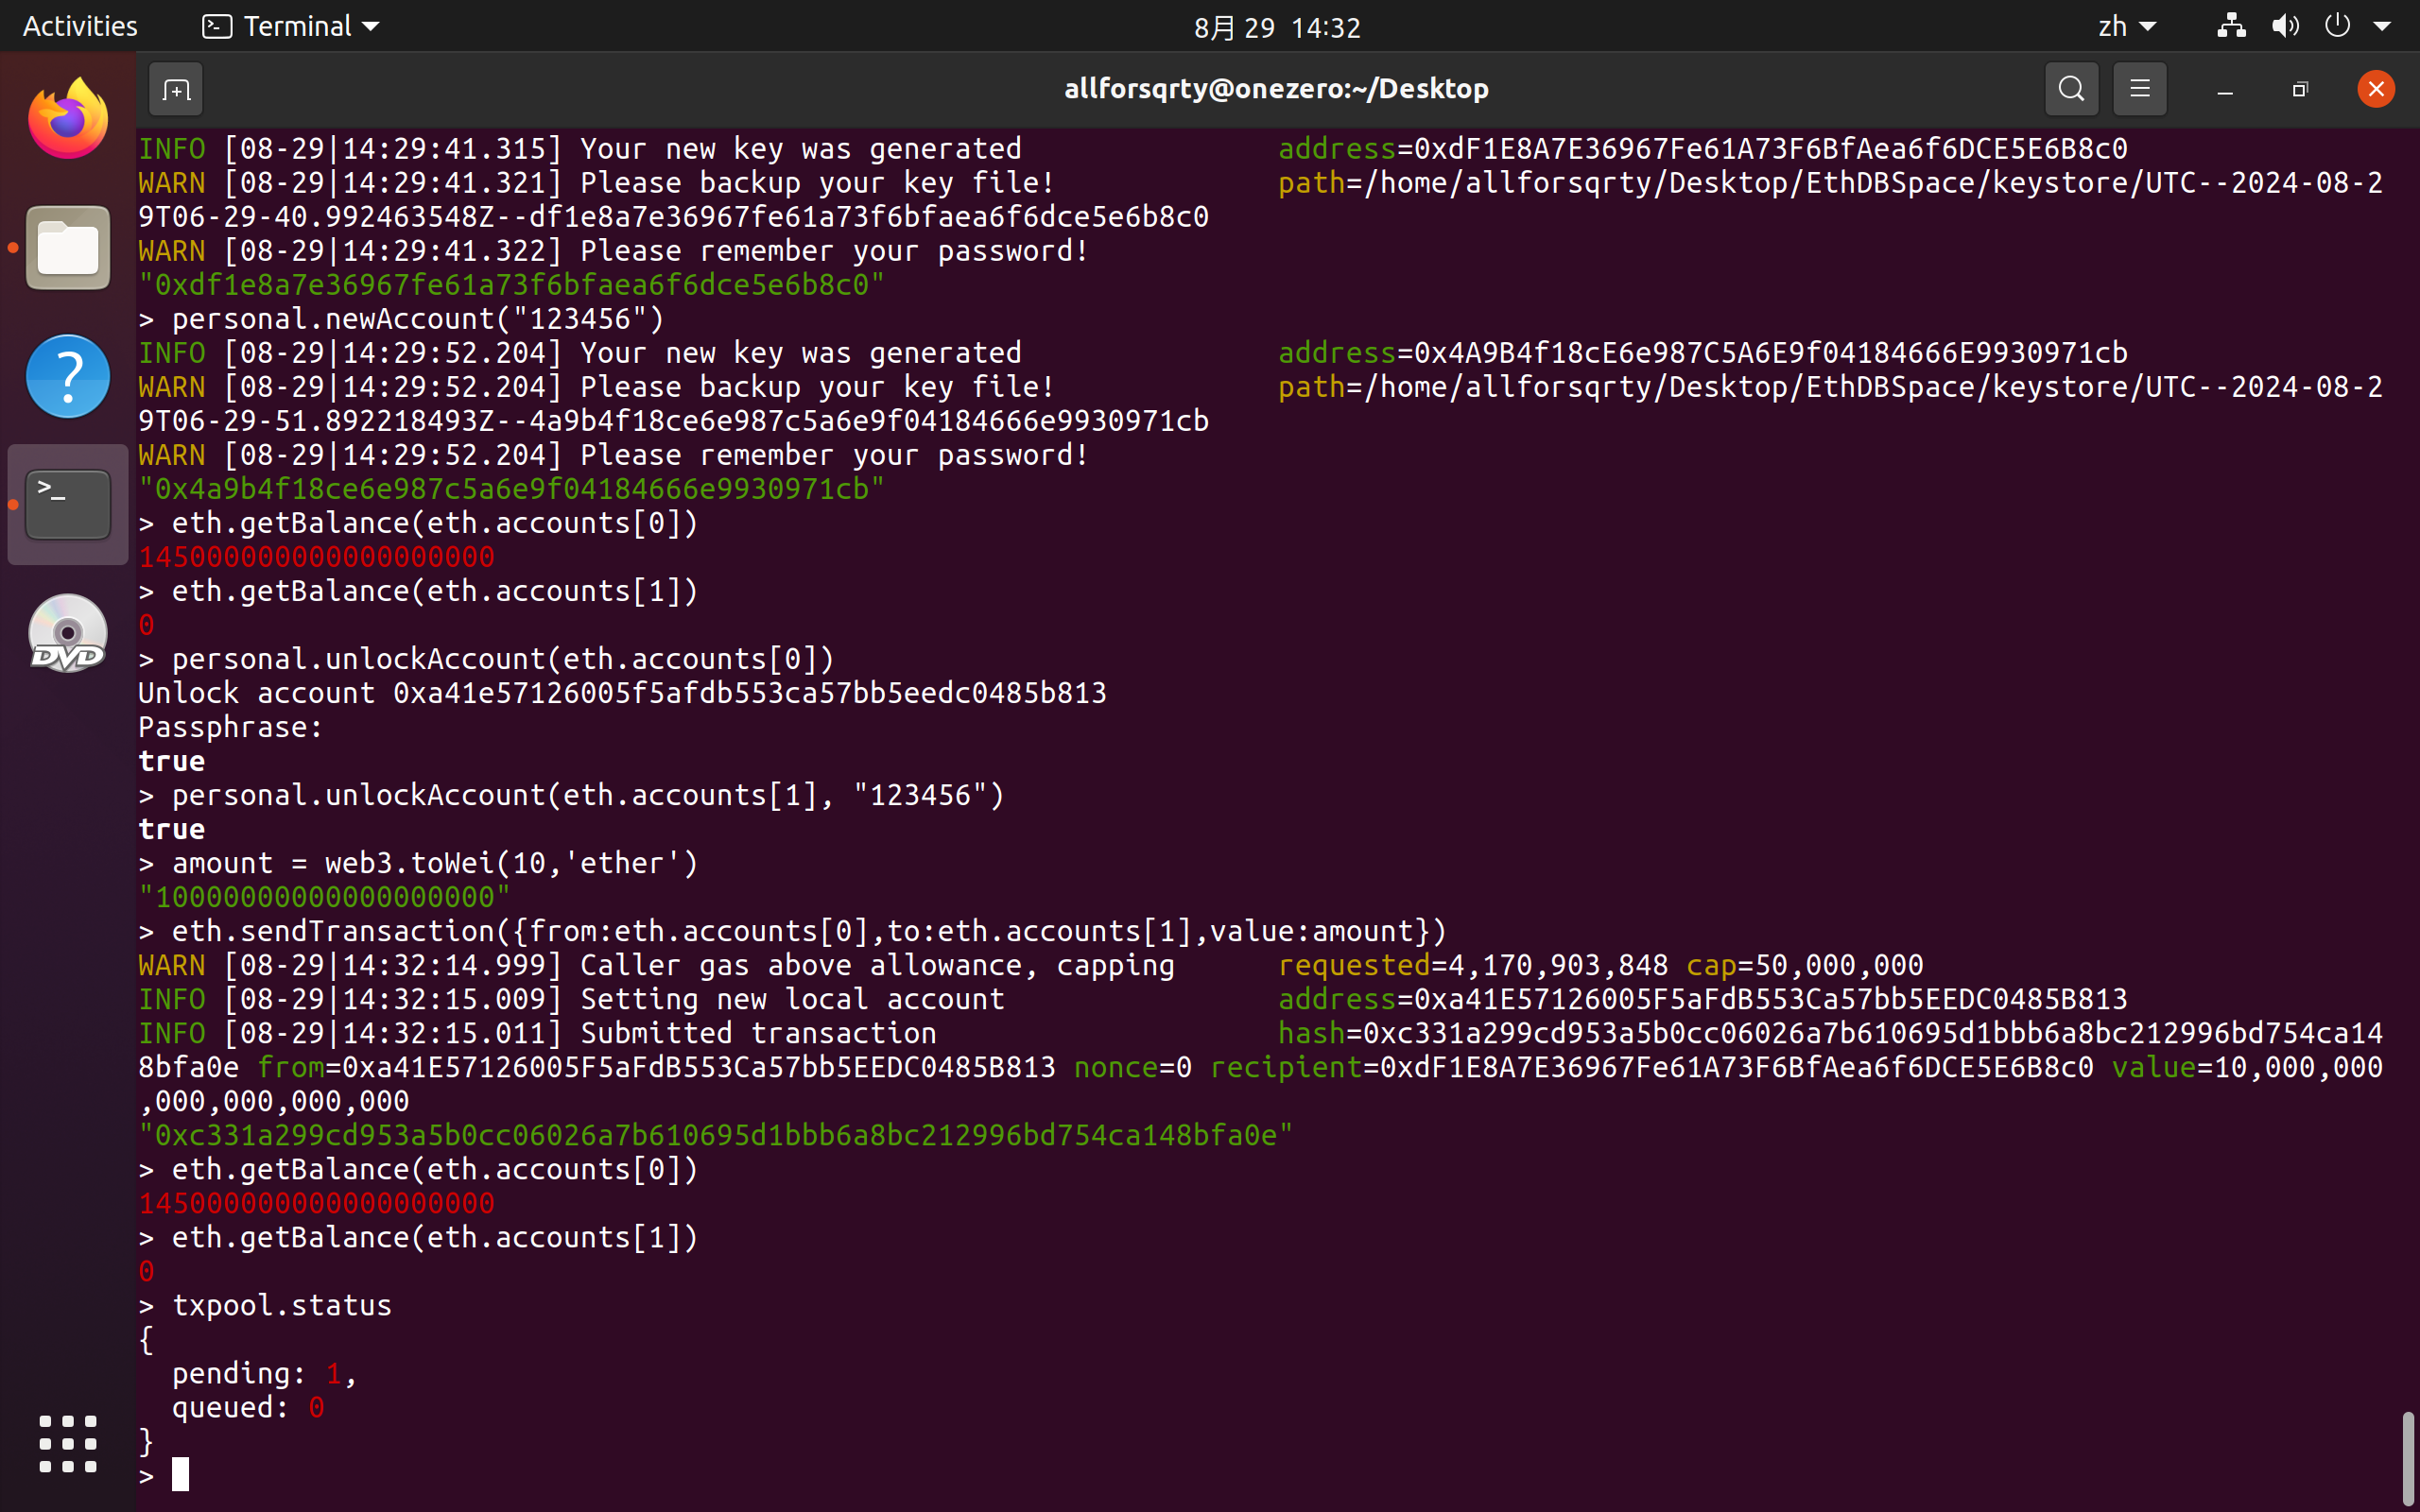 Activities
Terminal
8月 29 14:32
zh
allforsqrty@onezero:~/Desktop
INFO [08-29|14:29:41.315] Your new key was generated address=0xdF1E8A7E36967Fe61A73F6BfAea6f6DCE5E6B8c0
WARN [08-29|14:29:41.321] Please backup your key file! path=/home/allforsqrty/Desktop/EthDBSpace/keystore/UTC--2024-08-2
9T06-29-40.992463548Z--df1e8a7e36967fe61a73f6bfaea6f6dce5e6b8c0
WARN [08-29|14:29:41.322] Please remember your password!
"0xdf1e8a7e36967fe61a73f6bfaea6f6dce5e6b8c0"
> personal.newAccount("123456")
INFO [08-29|14:29:52.204] Your new key was generated address=0x4A9B4f18cE6e987C5A6E9f04184666E9930971cb
WARN [08-29|14:29:52.204] Please backup your key file! path=/home/allforsqrty/Desktop/EthDBSpace/keystore/UTC--2024-08-2
9T06-29-51.892218493Z--4a9b4f18ce6e987c5a6e9f04184666e9930971cb
WARN [08-29|14:29:52.204] Please remember your password!
"0x4a9b4f18ce6e987c5a6e9f04184666e9930971cb"
> eth.getBalance(eth.accounts[0])
145000000000000000000
> eth.getBalance(eth.accounts[1])
0
> personal.unlockAccount(eth.accounts[0])
Unlock account 0xa41e57126005f5afdb553ca57bb5eedc0485b813
Passphrase:
true
> personal.unlockAccount(eth.accounts[1], "123456")
true
> amount = web3.toWei(10,'ether')
"10000000000000000000"
> eth.sendTransaction({from:eth.accounts[0],to:eth.accounts[1],value:amount})
WARN [08-29|14:32:14.999] Caller gas above allowance, capping requested=4,170,903,848 cap=50,000,000
INFO [08-29|14:32:15.009] Setting new local account address=0xa41E57126005F5aFdB553Ca57bb5EEDC0485B813
INFO [08-29|14:32:15.011] Submitted transaction hash=0xc331a299cd953a5b0cc06026a7b610695d1bbb6a8bc212996bd754ca14
8bfa0e from=0xa41E57126005F5aFdB553Ca57bb5EEDC0485B813 nonce=0 recipient=0xdF1E8A7E36967Fe61A73F6BfAea6f6DCE5E6B8c0 value=10,000,000
,000,000,000,000
"0xc331a299cd953a5b0cc06026a7b610695d1bbb6a8bc212996bd754ca148bfa0e"
> eth.getBalance(eth.accounts[0])
145000000000000000000
> eth.getBalance(eth.accounts[1])
0
> txpool.status
{
  pending: 1,
  queued: 0
}
>
DVD